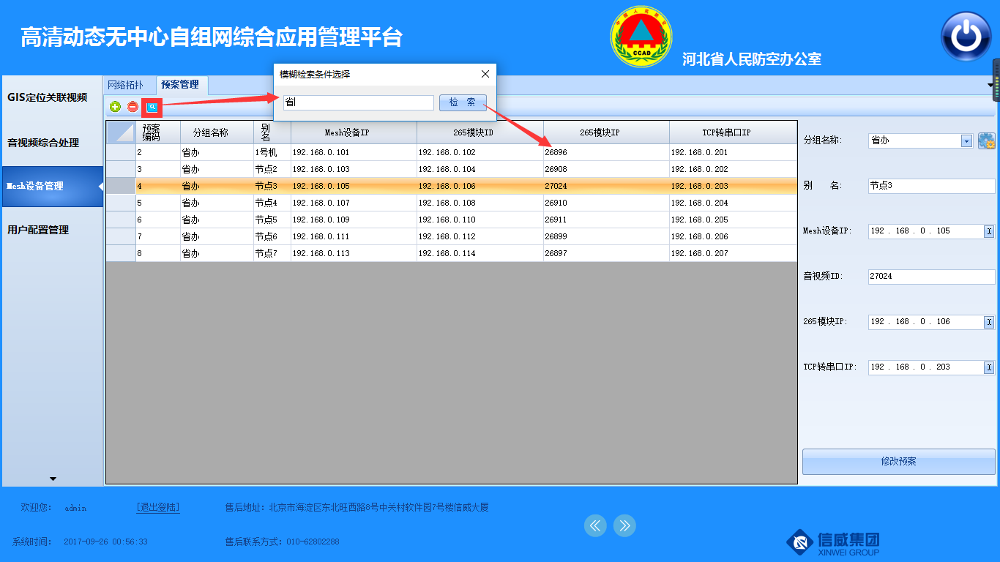 高清动态无中心自组网综合应用管理平台
CCAD
河北省人民防空办公室
GIS定位关联视频
音视频综合处理
Mesh设备管理
用户配置管理
网络拓扑 预案管理
模糊检索条件选择
省 检 索
预案编码 分组名称 别名 Mesh设备IP 265模块ID 265模块IP TCP转串口IP
2 省办 1号机 192.168.0.101 192.168.0.102 26896 192.168.0.201
3 省办 节点2 192.168.0.103 192.168.0.104 26908 192.168.0.202
4 省办 节点3 192.168.0.105 192.168.0.106 27024 192.168.0.203
5 省办 节点4 192.168.0.107 192.168.0.108 26910 192.168.0.204
6 省办 节点5 192.168.0.109 192.168.0.110 26911 192.168.0.205
7 省办 节点6 192.168.0.111 192.168.0.112 26899 192.168.0.206
8 省办 节点7 192.168.0.113 192.168.0.114 26897 192.168.0.207
分组名称: 省办
别 名: 节点3
Mesh设备IP: 192 . 168 . 0 . 105
音视频ID: 27024
265模块IP: 192 . 168 . 0 . 106
TCP转串口IP: 192 . 168 . 0 . 203
修改预案
欢迎您: admin [退出登陆] 售后地址: 北京市海淀区东北旺西路8号中关村软件园7号楼信威大厦
系统时间: 2017-09-26 00:56:33 售后联系方式: 010-62802288
信威集团
XINWEI GROUP